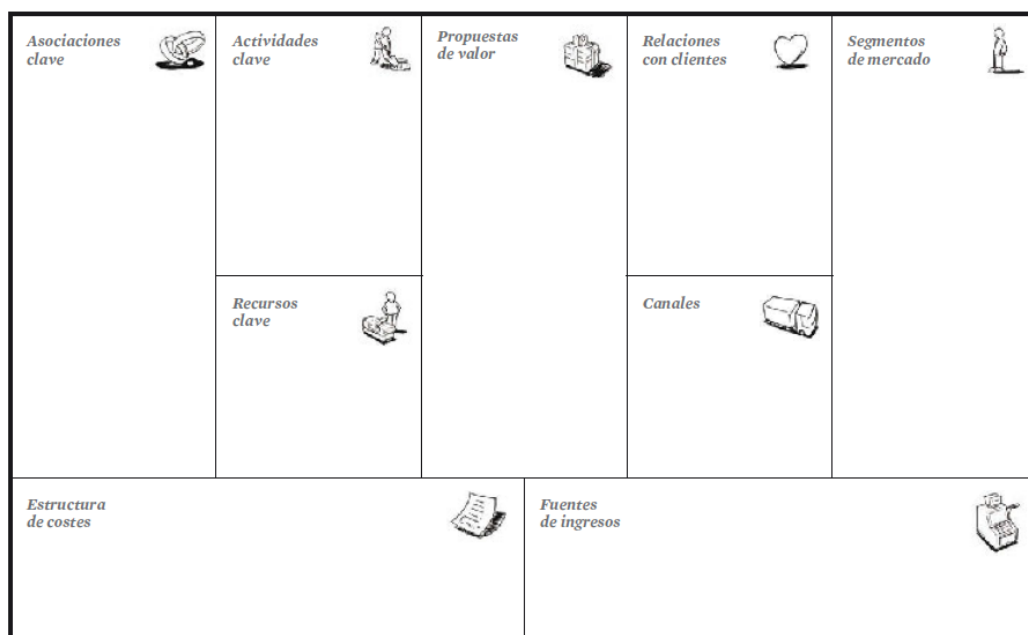 Asociaciones
clave
Actividades
clave
Propuestas
de valor
Relaciones
con clientes
Segmentos
de mercado
Recursos
clave
Canales
Estructura
de costes
Fuentes
de ingresos